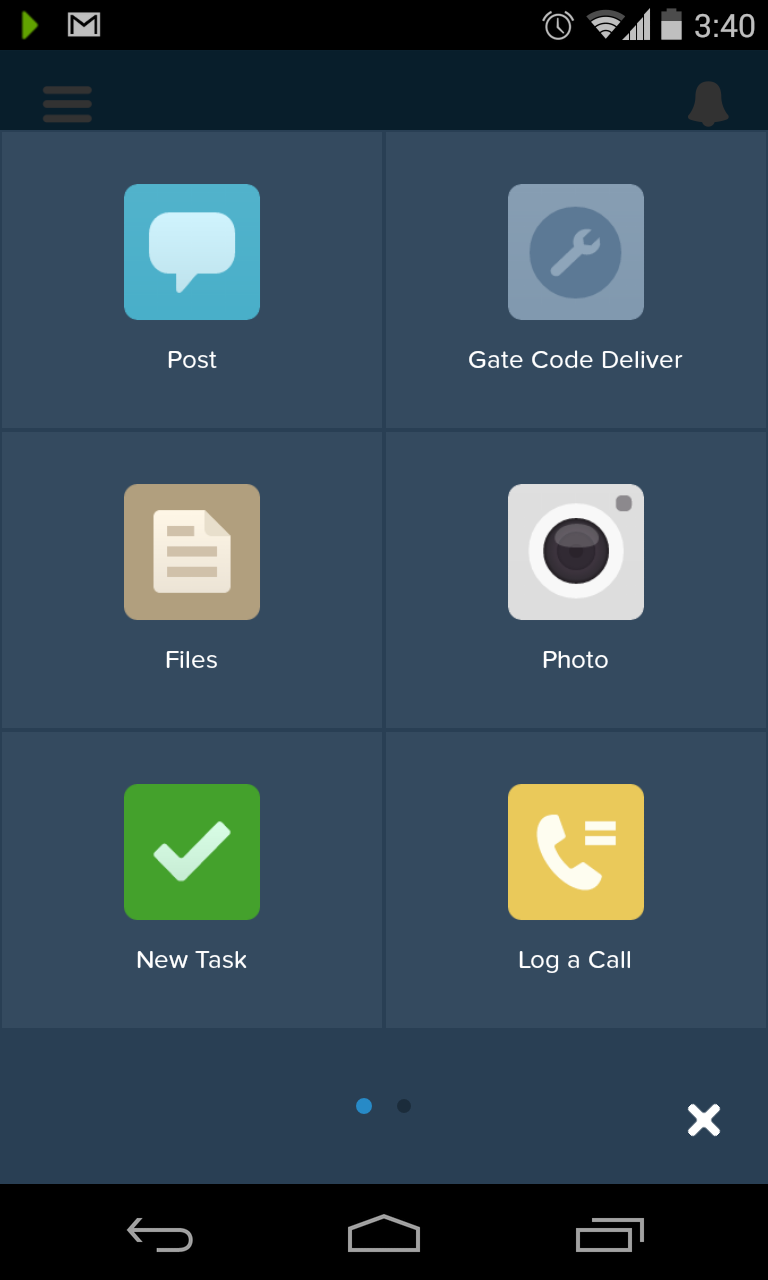 3:40
Post
Gate Code Deliver
Files
Photo
New Task
Log a Call